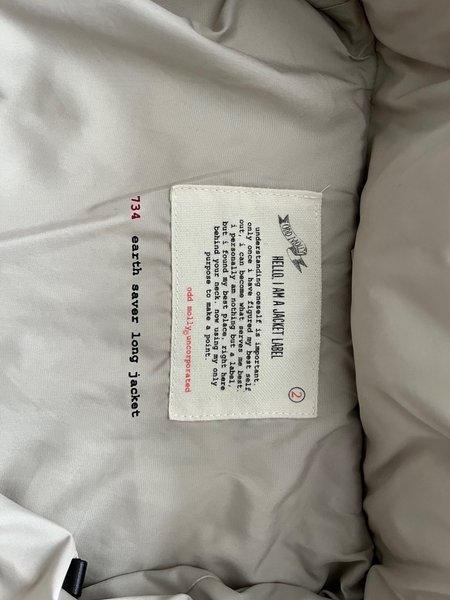 ODD MOLLY
HELLO, I AM A JACKET LABEL
2
understanding oneself is important.
only once i have figured my best self
out, i can become what serves me best.
i personally am nothing but a label,
but i found my best place, right here
behind your neck. now using my only
purpose to make a point.
odd molly©uncorporated
734 earth saver long jacket